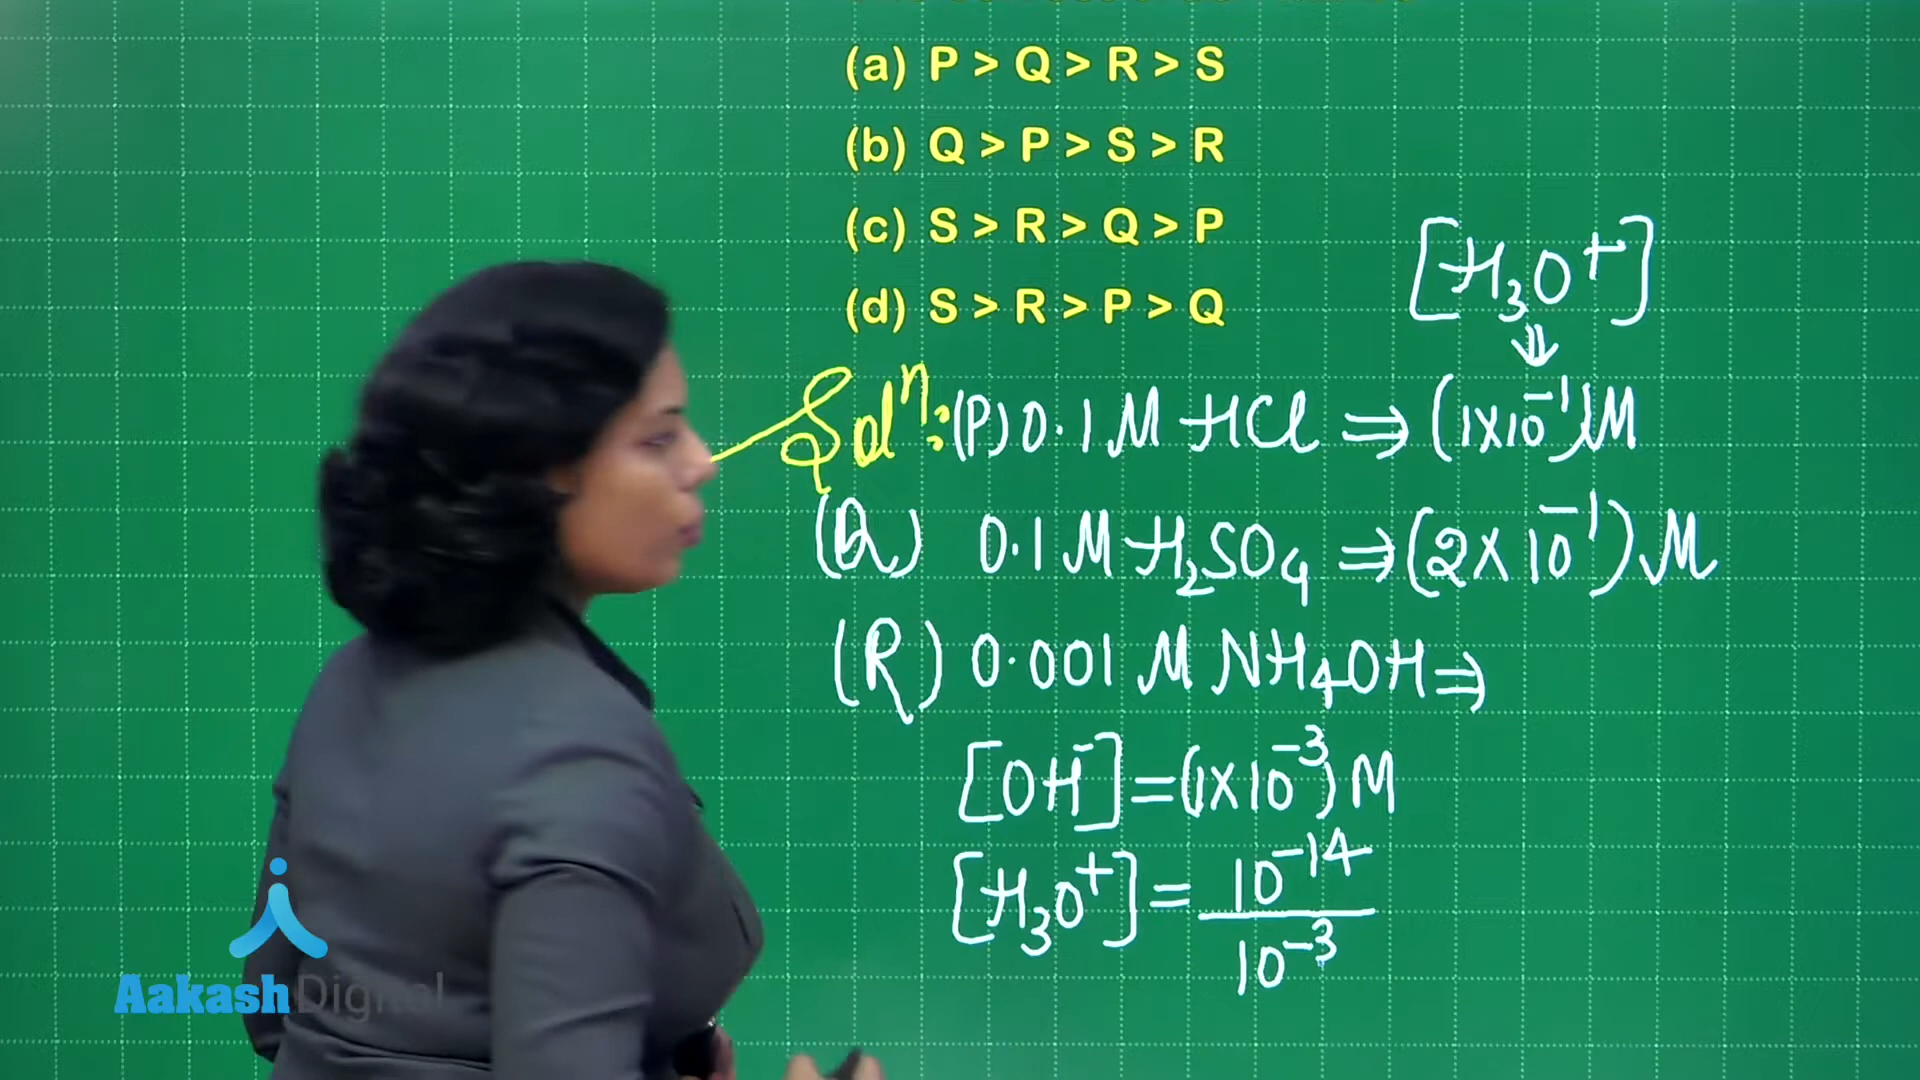 (a) P > Q > R > S
(b) Q > P > S > R
(c) S > R > Q > P
(d) S > R > P > Q
[H₃O⁺]
⇓
Solⁿ: (P) 0.1 M HCl ⇒ (1×10⁻¹)M
(Q) 0.1 M H₂SO₄ ⇒ (2×10⁻¹) M
(R) 0.001 M NH₄OH ⇒
[OH⁻] = (1×10⁻³) M
[H₃O⁺] = 10⁻¹⁴ / 10⁻³
Aakash Digital